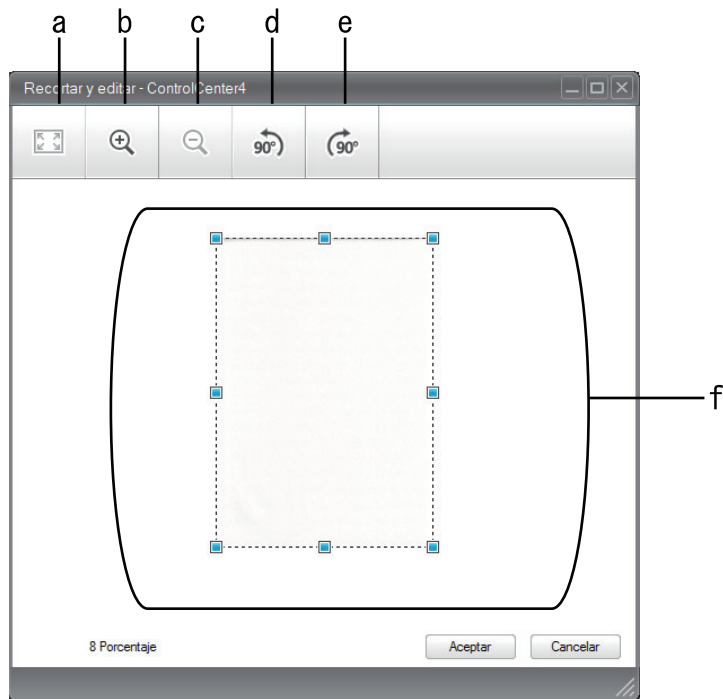 a b c d e
Recortar y editar - ControlCenter4
90° 90°
f
8 Porcentaje Aceptar Cancelar